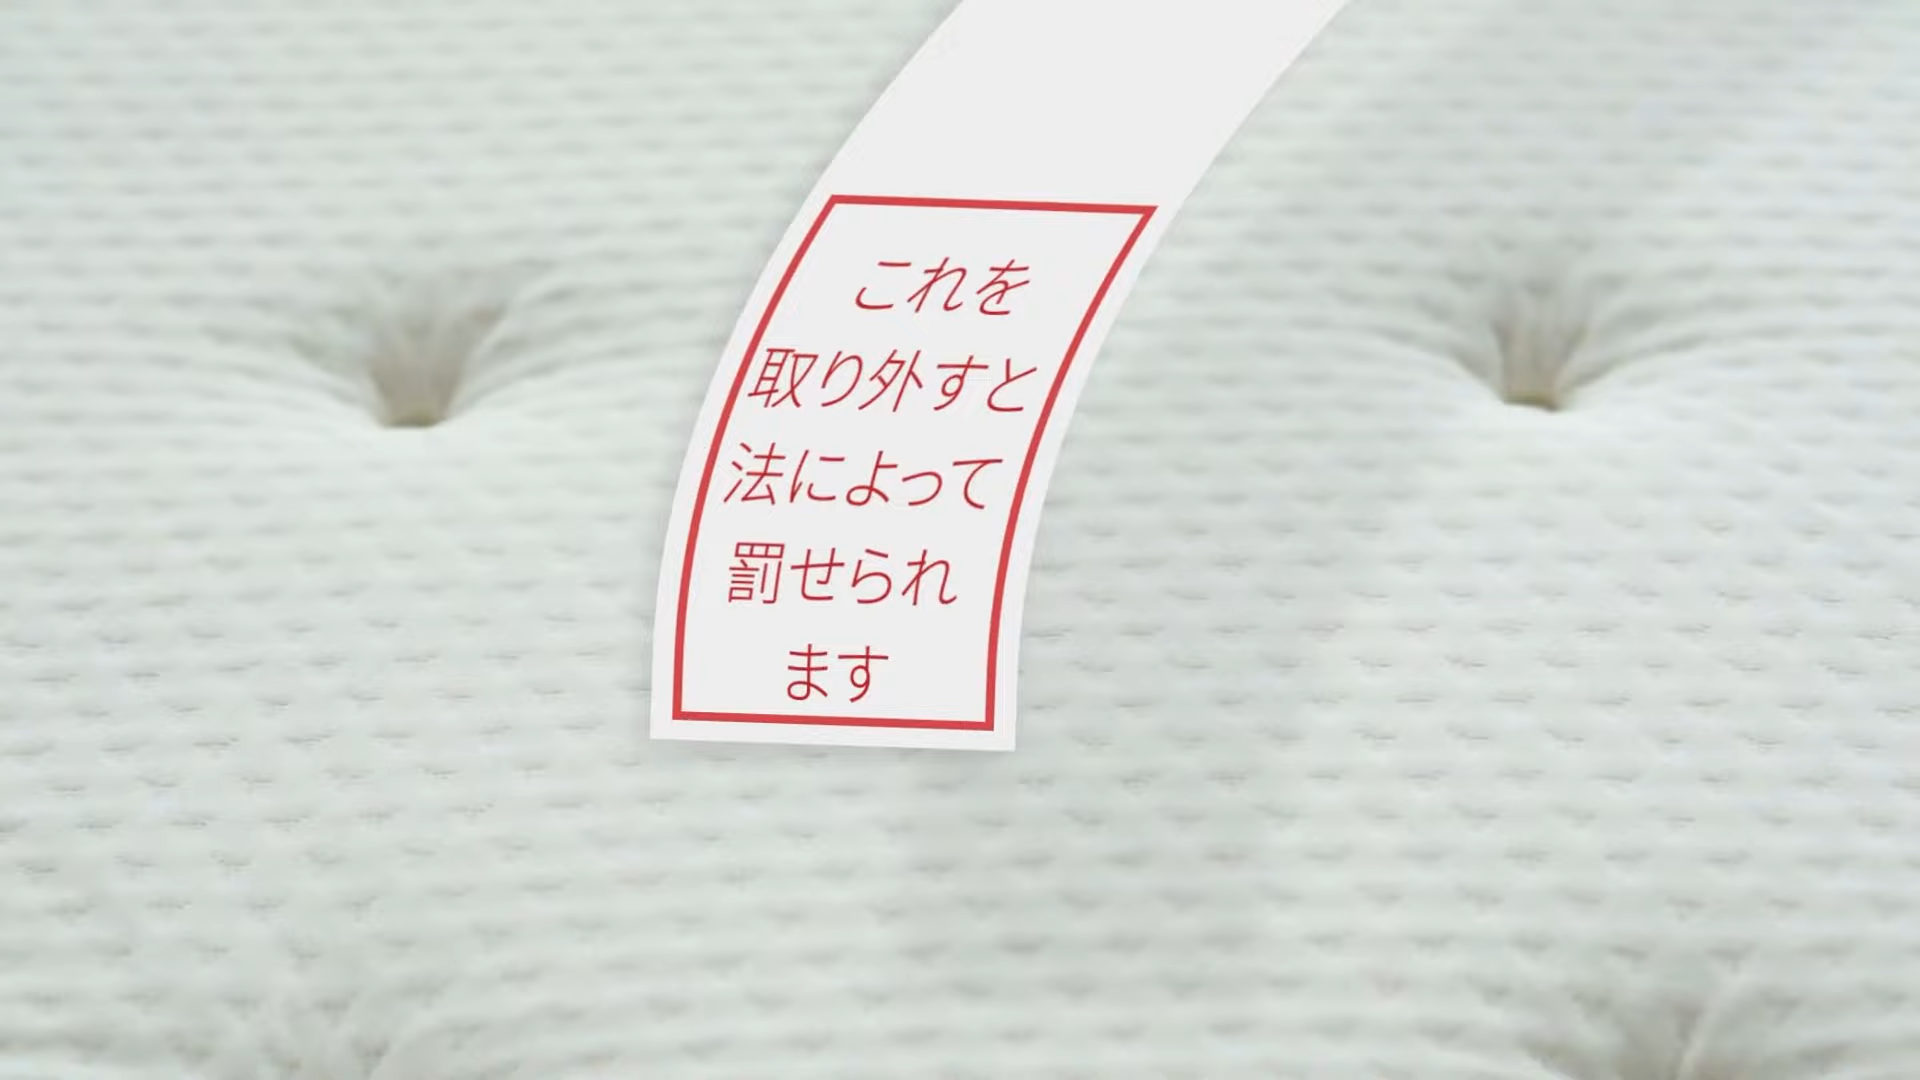 これを
取り外すと
法によって
罰せられ
ます